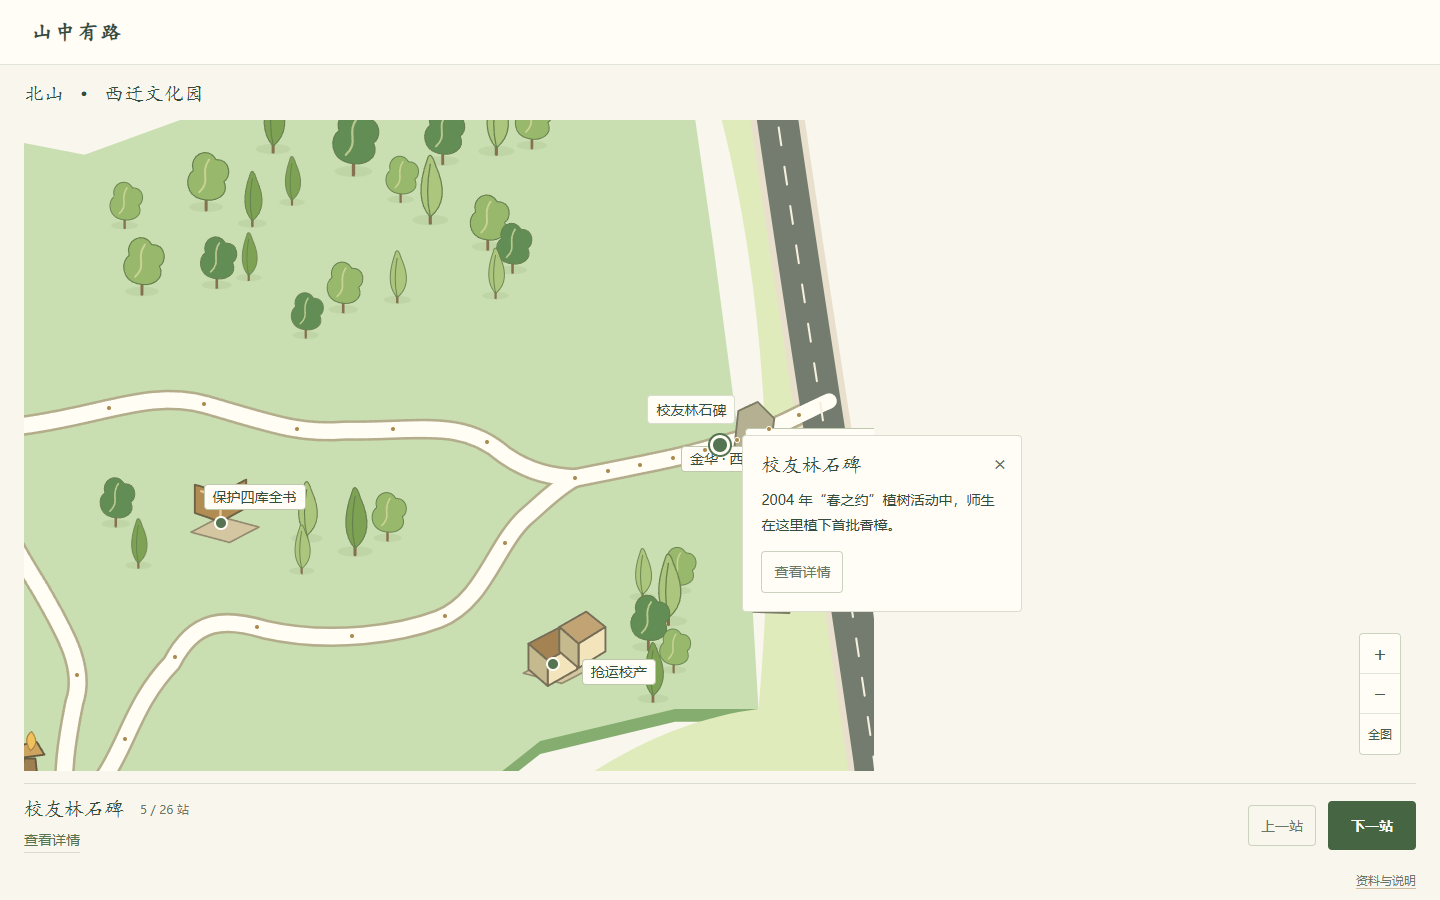 山中有路
北山 • 西迁文化园
校友林石碑
金华·西
校友林石碑
×
2004 年“春之约”植树活动中，师生
在这里植下首批香樟。
查看详情
保护四库全书
抢运校产
+
−
全图
校友林石碑 5 / 26 站
查看详情
上一站
下一站
资料与说明